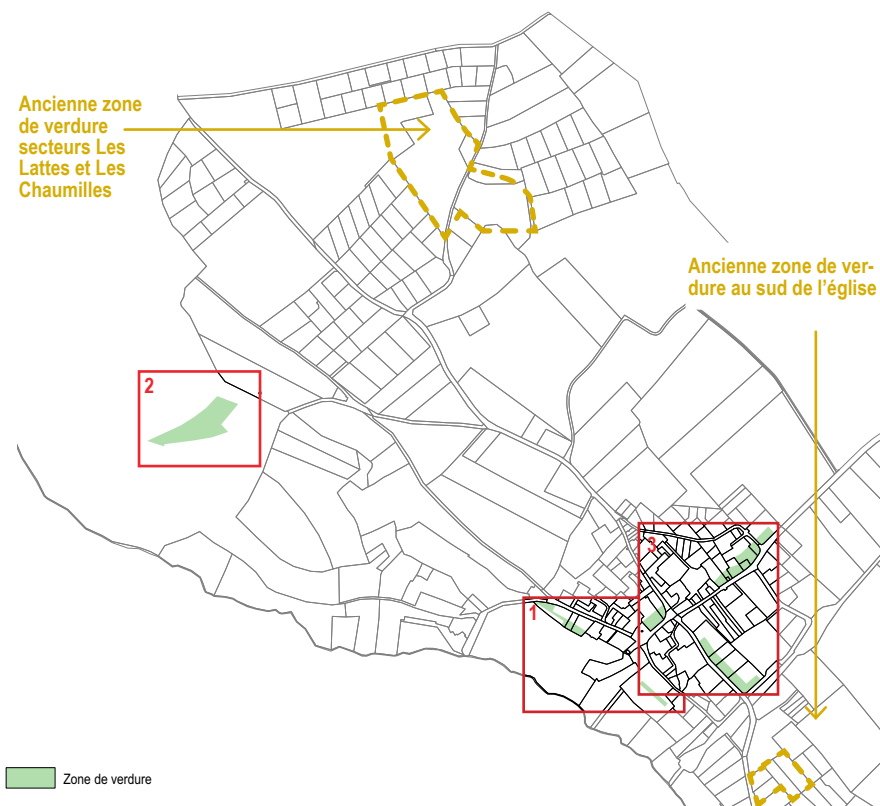 Ancienne zone
de verdure
secteurs Les
Lattes et Les
Chaumilles
Ancienne zone de ver-
dure au sud de l'église
2
3
1
Zone de verdure